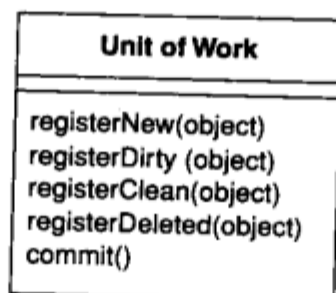 Unit of Work
registerNew(object)
registerDirty (object)
registerClean(object)
registerDeleted(object)
commit()